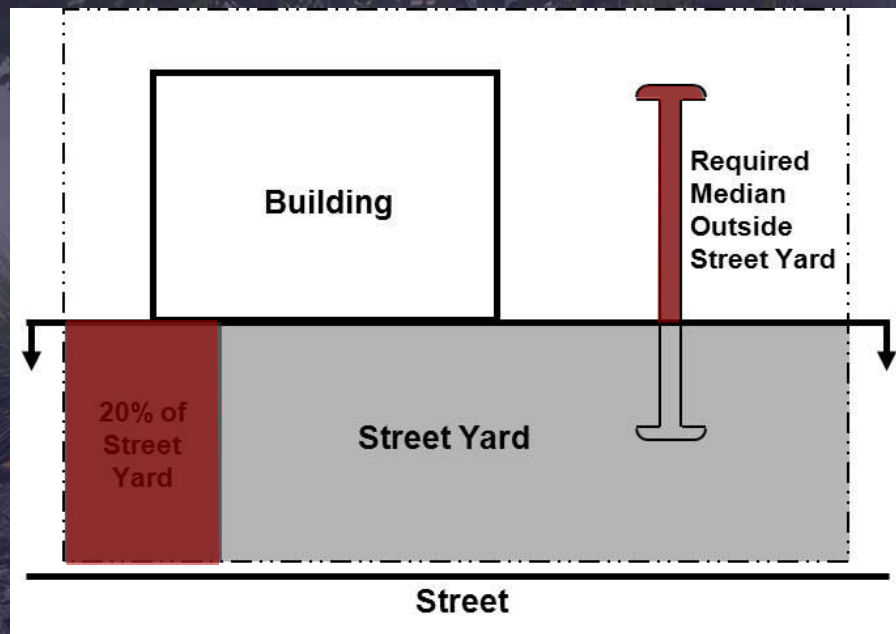 Building
Required
Median
Outside
Street Yard
20% of
Street
Yard
Street Yard
Street